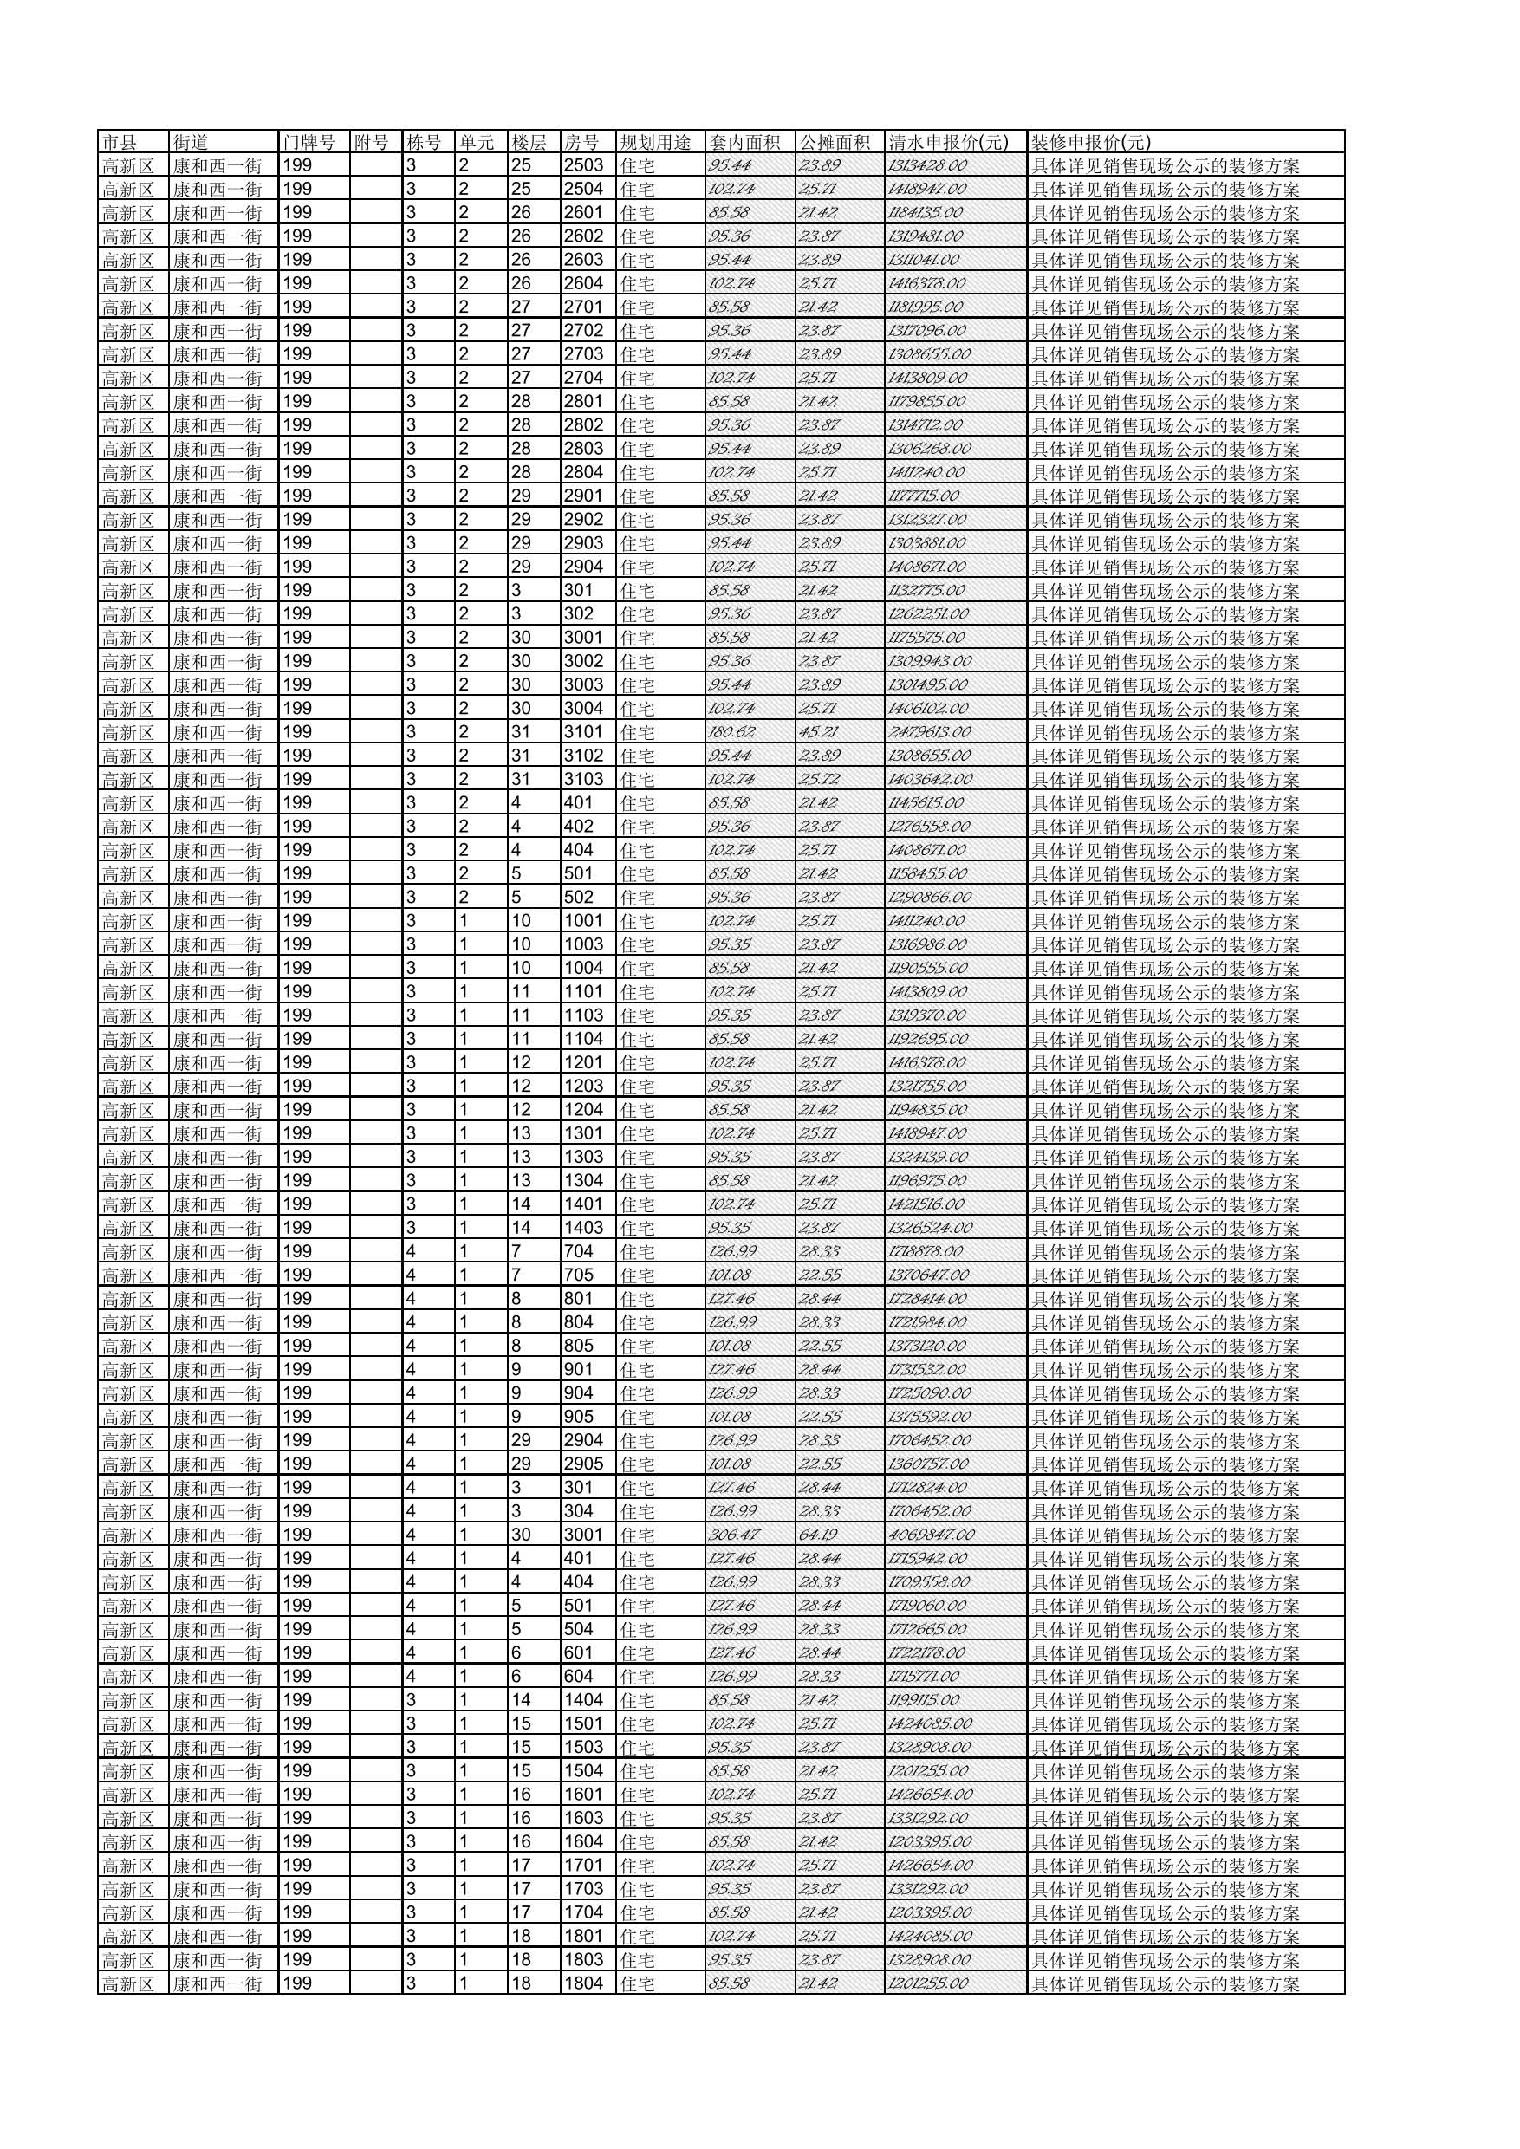 市县 街道 门牌号 附号 栋号 单元 楼层 房号 规划用途 套内面积 公摊面积 清水申报价(元) 装修申报价(元)
高新区 康和西一街 199 3 2 25 2503 住宅 95.44 23.89 1313428.00 具体详见销售现场公示的装修方案
高新区 康和西一街 199 3 2 25 2504 住宅 102.74 25.71 1418947.00 具体详见销售现场公示的装修方案
高新区 康和西一街 199 3 2 26 2601 住宅 85.58 21.42 1184135.00 具体详见销售现场公示的装修方案
高新区 康和西一街 199 3 2 26 2602 住宅 95.36 23.87 1319481.00 具体详见销售现场公示的装修方案
高新区 康和西一街 199 3 2 26 2603 住宅 95.44 23.89 1311041.00 具体详见销售现场公示的装修方案
高新区 康和西一街 199 3 2 26 2604 住宅 102.74 25.71 1416378.00 具体详见销售现场公示的装修方案
高新区 康和西一街 199 3 2 27 2701 住宅 85.58 21.42 1181995.00 具体详见销售现场公示的装修方案
高新区 康和西一街 199 3 2 27 2702 住宅 95.36 23.87 1317096.00 具体详见销售现场公示的装修方案
高新区 康和西一街 199 3 2 27 2703 住宅 95.44 23.89 1308655.00 具体详见销售现场公示的装修方案
高新区 康和西一街 199 3 2 27 2704 住宅 102.74 25.71 1413809.00 具体详见销售现场公示的装修方案
高新区 康和西一街 199 3 2 28 2801 住宅 85.58 21.42 1179855.00 具体详见销售现场公示的装修方案
高新区 康和西一街 199 3 2 28 2802 住宅 95.36 23.87 1314712.00 具体详见销售现场公示的装修方案
高新区 康和西一街 199 3 2 28 2803 住宅 95.44 23.89 1306268.00 具体详见销售现场公示的装修方案
高新区 康和西一街 199 3 2 28 2804 住宅 102.74 25.71 1411240.00 具体详见销售现场公示的装修方案
高新区 康和西一街 199 3 2 29 2901 住宅 85.58 21.42 1177715.00 具体详见销售现场公示的装修方案
高新区 康和西一街 199 3 2 29 2902 住宅 95.36 23.87 1312327.00 具体详见销售现场公示的装修方案
高新区 康和西一街 199 3 2 29 2903 住宅 95.44 23.89 1303881.00 具体详见销售现场公示的装修方案
高新区 康和西一街 199 3 2 29 2904 住宅 102.74 25.71 1408671.00 具体详见销售现场公示的装修方案
高新区 康和西一街 199 3 2 3 301 住宅 85.58 21.42 1132775.00 具体详见销售现场公示的装修方案
高新区 康和西一街 199 3 2 3 302 住宅 95.36 23.87 1262251.00 具体详见销售现场公示的装修方案
高新区 康和西一街 199 3 2 30 3001 住宅 85.58 21.42 1175575.00 具体详见销售现场公示的装修方案
高新区 康和西一街 199 3 2 30 3002 住宅 95.36 23.87 1309943.00 具体详见销售现场公示的装修方案
高新区 康和西一街 199 3 2 30 3003 住宅 95.44 23.89 1301495.00 具体详见销售现场公示的装修方案
高新区 康和西一街 199 3 2 30 3004 住宅 102.74 25.71 1406102.00 具体详见销售现场公示的装修方案
高新区 康和西一街 199 3 2 31 3101 住宅 180.62 45.21 2479613.00 具体详见销售现场公示的装修方案
高新区 康和西一街 199 3 2 31 3102 住宅 95.44 23.89 1308655.00 具体详见销售现场公示的装修方案
高新区 康和西一街 199 3 2 31 3103 住宅 102.74 25.72 1403642.00 具体详见销售现场公示的装修方案
高新区 康和西一街 199 3 2 4 401 住宅 85.58 21.42 1145615.00 具体详见销售现场公示的装修方案
高新区 康和西一街 199 3 2 4 402 住宅 95.36 23.87 1276558.00 具体详见销售现场公示的装修方案
高新区 康和西一街 199 3 2 4 404 住宅 102.74 25.71 1408671.00 具体详见销售现场公示的装修方案
高新区 康和西一街 199 3 2 5 501 住宅 85.58 21.42 1158455.00 具体详见销售现场公示的装修方案
高新区 康和西一街 199 3 2 5 502 住宅 95.36 23.87 1290866.00 具体详见销售现场公示的装修方案
高新区 康和西一街 199 3 1 10 1001 住宅 102.74 25.71 1411240.00 具体详见销售现场公示的装修方案
高新区 康和西一街 199 3 1 10 1003 住宅 95.35 23.87 1316986.00 具体详见销售现场公示的装修方案
高新区 康和西一街 199 3 1 10 1004 住宅 85.58 21.42 1190555.00 具体详见销售现场公示的装修方案
高新区 康和西一街 199 3 1 11 1101 住宅 102.74 25.71 1413809.00 具体详见销售现场公示的装修方案
高新区 康和西一街 199 3 1 11 1103 住宅 95.35 23.87 1319370.00 具体详见销售现场公示的装修方案
高新区 康和西一街 199 3 1 11 1104 住宅 85.58 21.42 1192695.00 具体详见销售现场公示的装修方案
高新区 康和西一街 199 3 1 12 1201 住宅 102.74 25.71 1416378.00 具体详见销售现场公示的装修方案
高新区 康和西一街 199 3 1 12 1203 住宅 95.35 23.87 1321755.00 具体详见销售现场公示的装修方案
高新区 康和西一街 199 3 1 12 1204 住宅 85.58 21.42 1194835.00 具体详见销售现场公示的装修方案
高新区 康和西一街 199 3 1 13 1301 住宅 102.74 25.71 1418947.00 具体详见销售现场公示的装修方案
高新区 康和西一街 199 3 1 13 1303 住宅 95.35 23.87 1324139.00 具体详见销售现场公示的装修方案
高新区 康和西一街 199 3 1 13 1304 住宅 85.58 21.42 1196975.00 具体详见销售现场公示的装修方案
高新区 康和西一街 199 3 1 14 1401 住宅 102.74 25.71 1421516.00 具体详见销售现场公示的装修方案
高新区 康和西一街 199 3 1 14 1403 住宅 95.35 23.87 1326524.00 具体详见销售现场公示的装修方案
高新区 康和西一街 199 4 1 7 704 住宅 126.99 28.33 1718878.00 具体详见销售现场公示的装修方案
高新区 康和西一街 199 4 1 7 705 住宅 101.08 22.55 1370647.00 具体详见销售现场公示的装修方案
高新区 康和西一街 199 4 1 8 801 住宅 127.46 28.44 1728414.00 具体详见销售现场公示的装修方案
高新区 康和西一街 199 4 1 8 804 住宅 126.99 28.33 1721984.00 具体详见销售现场公示的装修方案
高新区 康和西一街 199 4 1 8 805 住宅 101.08 22.55 1373120.00 具体详见销售现场公示的装修方案
高新区 康和西一街 199 4 1 9 901 住宅 127.46 28.44 1731532.00 具体详见销售现场公示的装修方案
高新区 康和西一街 199 4 1 9 904 住宅 126.99 28.33 1725090.00 具体详见销售现场公示的装修方案
高新区 康和西一街 199 4 1 9 905 住宅 101.08 22.55 1375592.00 具体详见销售现场公示的装修方案
高新区 康和西一街 199 4 1 29 2904 住宅 126.99 28.33 1706452.00 具体详见销售现场公示的装修方案
高新区 康和西一街 199 4 1 29 2905 住宅 101.08 22.55 1360757.00 具体详见销售现场公示的装修方案
高新区 康和西一街 199 4 1 3 301 住宅 127.46 28.44 1712824.00 具体详见销售现场公示的装修方案
高新区 康和西一街 199 4 1 3 304 住宅 126.99 28.33 1706452.00 具体详见销售现场公示的装修方案
高新区 康和西一街 199 4 1 30 3001 住宅 306.47 64.19 4069847.00 具体详见销售现场公示的装修方案
高新区 康和西一街 199 4 1 4 401 住宅 127.46 28.44 1715942.00 具体详见销售现场公示的装修方案
高新区 康和西一街 199 4 1 4 404 住宅 126.99 28.33 1709558.00 具体详见销售现场公示的装修方案
高新区 康和西一街 199 4 1 5 501 住宅 127.46 28.44 1719060.00 具体详见销售现场公示的装修方案
高新区 康和西一街 199 4 1 5 504 住宅 126.99 28.33 1712665.00 具体详见销售现场公示的装修方案
高新区 康和西一街 199 4 1 6 601 住宅 127.46 28.44 1722178.00 具体详见销售现场公示的装修方案
高新区 康和西一街 199 4 1 6 604 住宅 126.99 28.33 1715771.00 具体详见销售现场公示的装修方案
高新区 康和西一街 199 3 1 14 1404 住宅 85.58 21.42 1199115.00 具体详见销售现场公示的装修方案
高新区 康和西一街 199 3 1 15 1501 住宅 102.74 25.71 1424085.00 具体详见销售现场公示的装修方案
高新区 康和西一街 199 3 1 15 1503 住宅 95.35 23.87 1328908.00 具体详见销售现场公示的装修方案
高新区 康和西一街 199 3 1 15 1504 住宅 85.58 21.42 1201255.00 具体详见销售现场公示的装修方案
高新区 康和西一街 199 3 1 16 1601 住宅 102.74 25.71 1426654.00 具体详见销售现场公示的装修方案
高新区 康和西一街 199 3 1 16 1603 住宅 95.35 23.87 1331292.00 具体详见销售现场公示的装修方案
高新区 康和西一街 199 3 1 16 1604 住宅 85.58 21.42 1203395.00 具体详见销售现场公示的装修方案
高新区 康和西一街 199 3 1 17 1701 住宅 102.74 25.71 1426654.00 具体详见销售现场公示的装修方案
高新区 康和西一街 199 3 1 17 1703 住宅 95.35 23.87 1331292.00 具体详见销售现场公示的装修方案
高新区 康和西一街 199 3 1 17 1704 住宅 85.58 21.42 1203395.00 具体详见销售现场公示的装修方案
高新区 康和西一街 199 3 1 18 1801 住宅 102.74 25.71 1424085.00 具体详见销售现场公示的装修方案
高新区 康和西一街 199 3 1 18 1803 住宅 95.35 23.87 1328908.00 具体详见销售现场公示的装修方案
高新区 康和西一街 199 3 1 18 1804 住宅 85.58 21.42 1201255.00 具体详见销售现场公示的装修方案